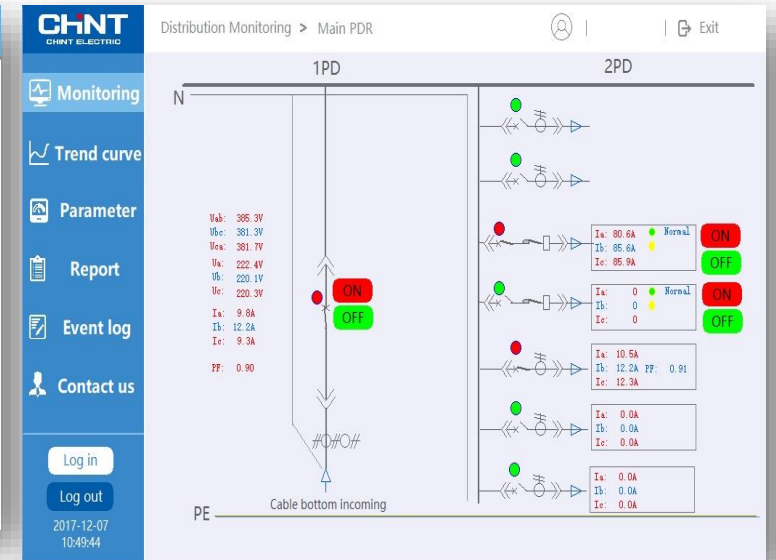 CHNT
CHINT ELECTRIC
Distribution Monitoring > Main PDR
Exit
Monitoring
Trend curve
Parameter
Report
Event log
Contact us
Log in
Log out
2017-12-07
10:49:44
1PD
2PD
N
Uab: 385.3V
Ubc: 381.3V
Uca: 381.7V
Ua: 222.4V
Ub: 220.1V
Uc: 220.3V
Ia: 9.8A
Ib: 12.2A
Ic: 9.3A
PF: 0.90
ON
OFF
Cable bottom incoming
PE
Ia: 80.6A Normal
Ib: 85.6A
Ic: 85.9A
ON
OFF
Ia: 0 Normal
Ib: 0
Ic: 0
ON
OFF
Ia: 10.5A
Ib: 12.2A PF: 0.91
Ic: 12.3A
Ia: 0.0A
Ib: 0.0A
Ic: 0.0A
Ia: 0.0A
Ib: 0.0A
Ic: 0.0A